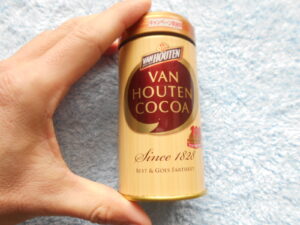 VAN HOUTEN
VAN
HOUTEN
COCOA
Since 1828
BEST & GOES FARTHEST